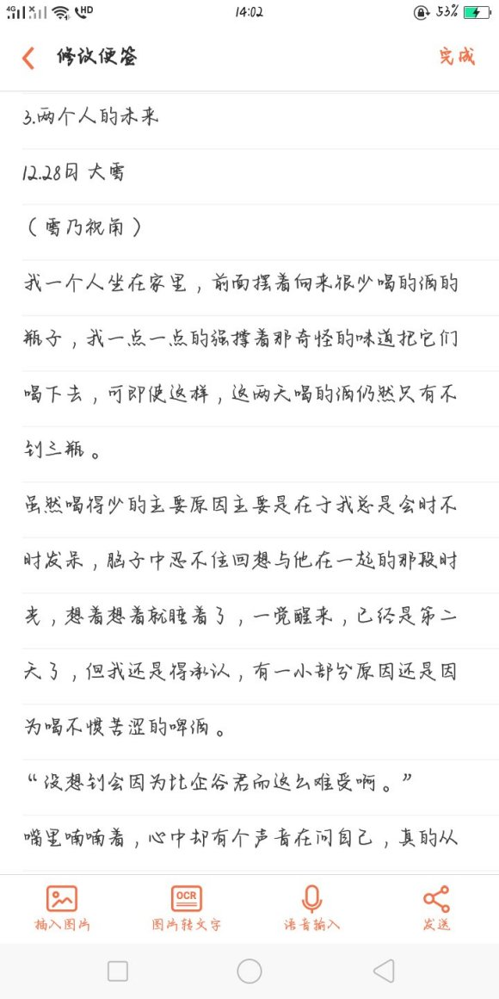 4G HD 14:02 53%
修改便签 完成
3.两个人的未来
12.28日 大雪
（雪乃视角）
我一个人坐在家里，前面摆着向来很少喝的酒的
瓶子，我一点一点的强撑着那奇怪的味道把它们
喝下去，可即使这样，这两天喝的酒仍然只有不
到三瓶。
虽然喝得少的主要原因主要是在于我总是会时不
时发呆，脑子中忍不住回想与他在一起的那段时
光，想着想着就睡着了，一觉醒来，已经是第二
天了，但我还是得承认，有一小部分原因还是因
为喝不惯苦涩的啤酒。
“没想到会因为比企谷君而这么难受啊。”
嘴里喃喃着，心中却有个声音在问自己，真的从
OCR
插入图片 图片转文字 语音输入 发送